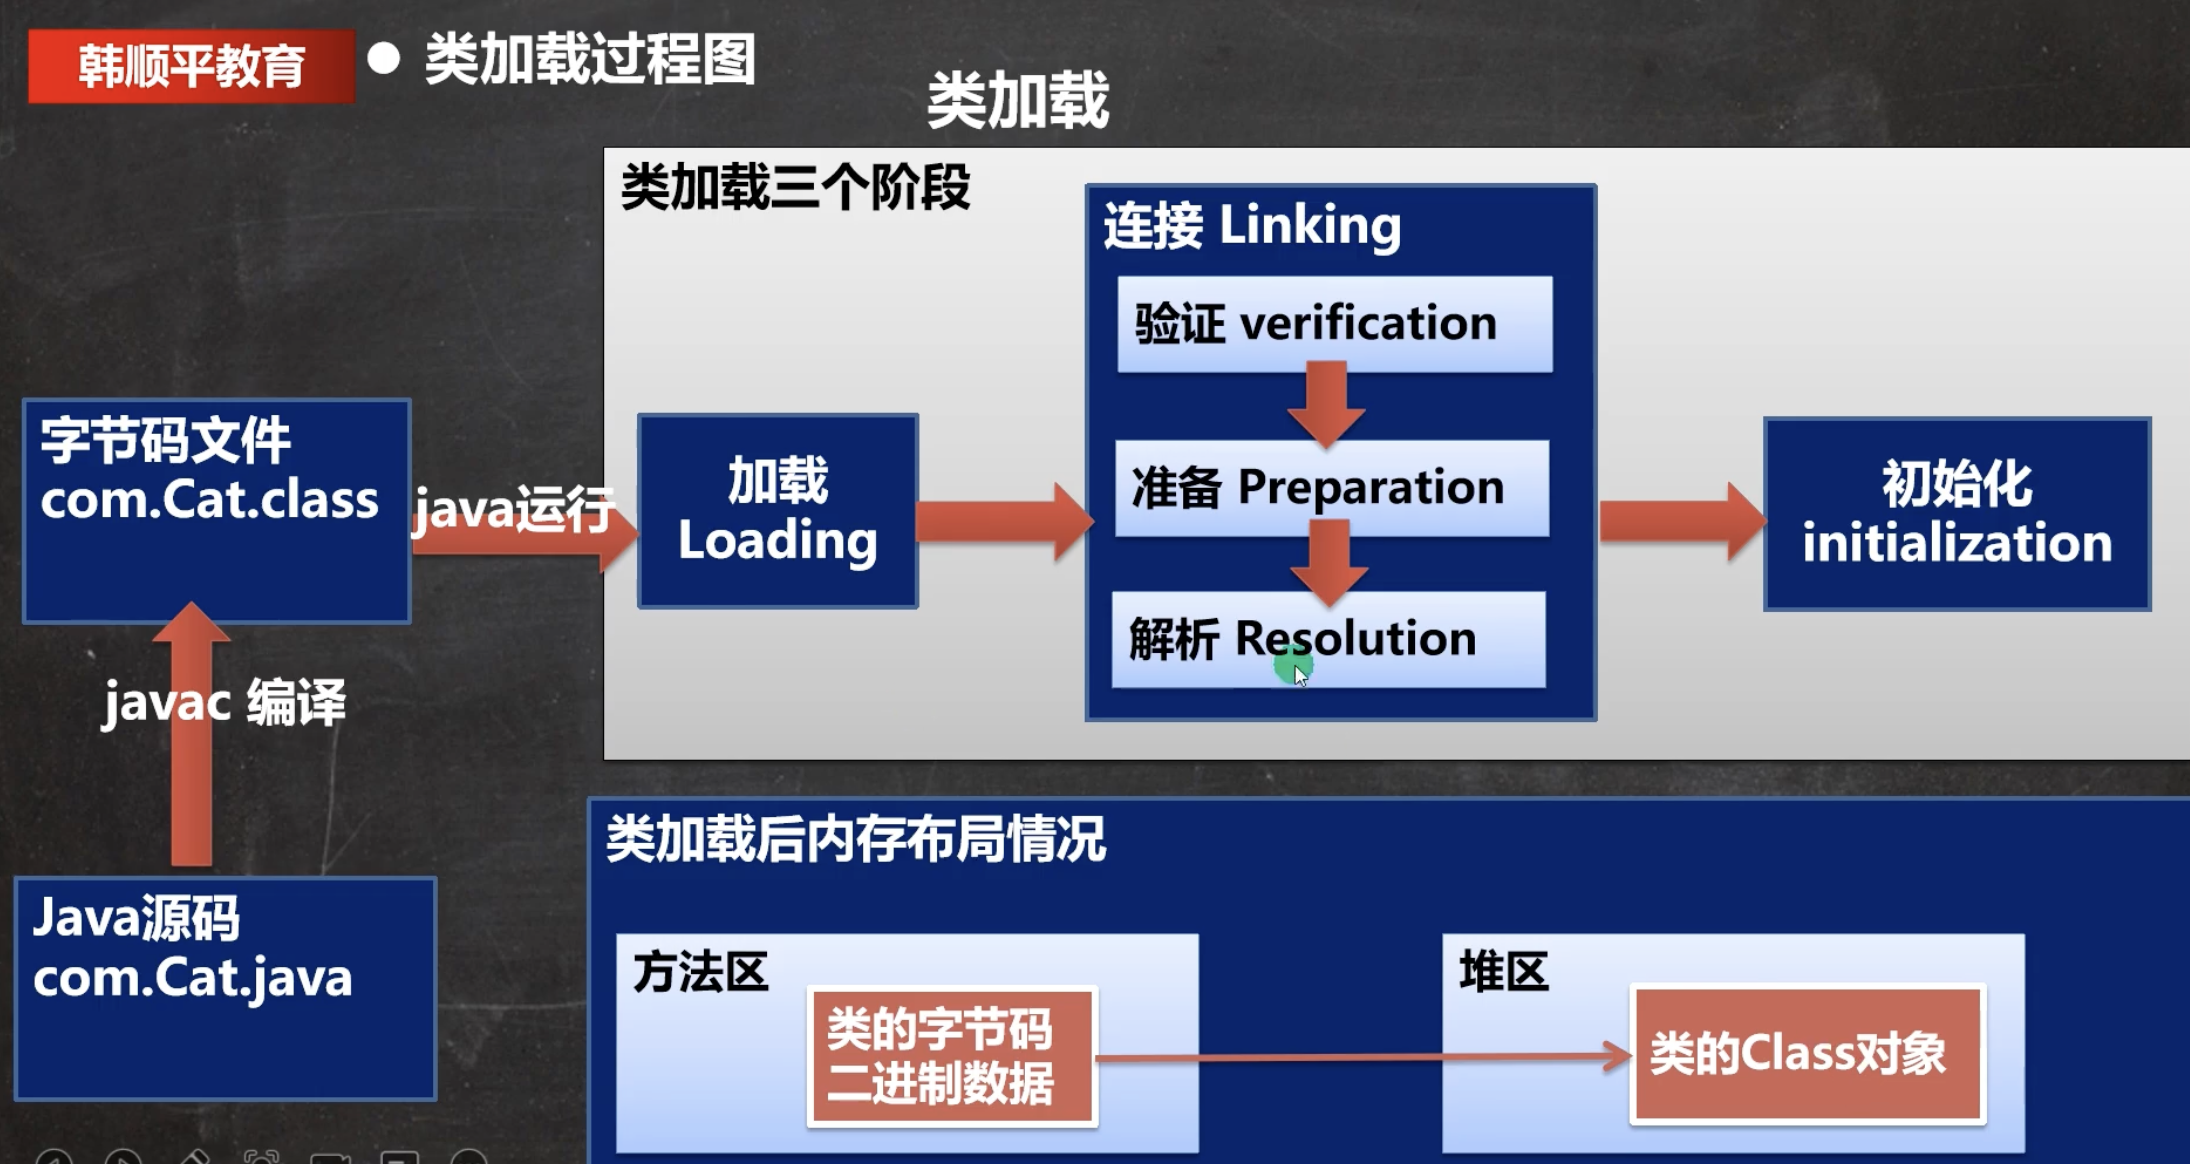 韩顺平教育
● 类加载过程图
类加载
类加载三个阶段
连接 Linking
验证 verification
准备 Preparation
解析 Resolution
字节码文件
com.Cat.class
java运行
加载
Loading
初始化
initialization
javac 编译
Java源码
com.Cat.java
类加载后内存布局情况
方法区
类的字节码
二进制数据
堆区
类的Class对象